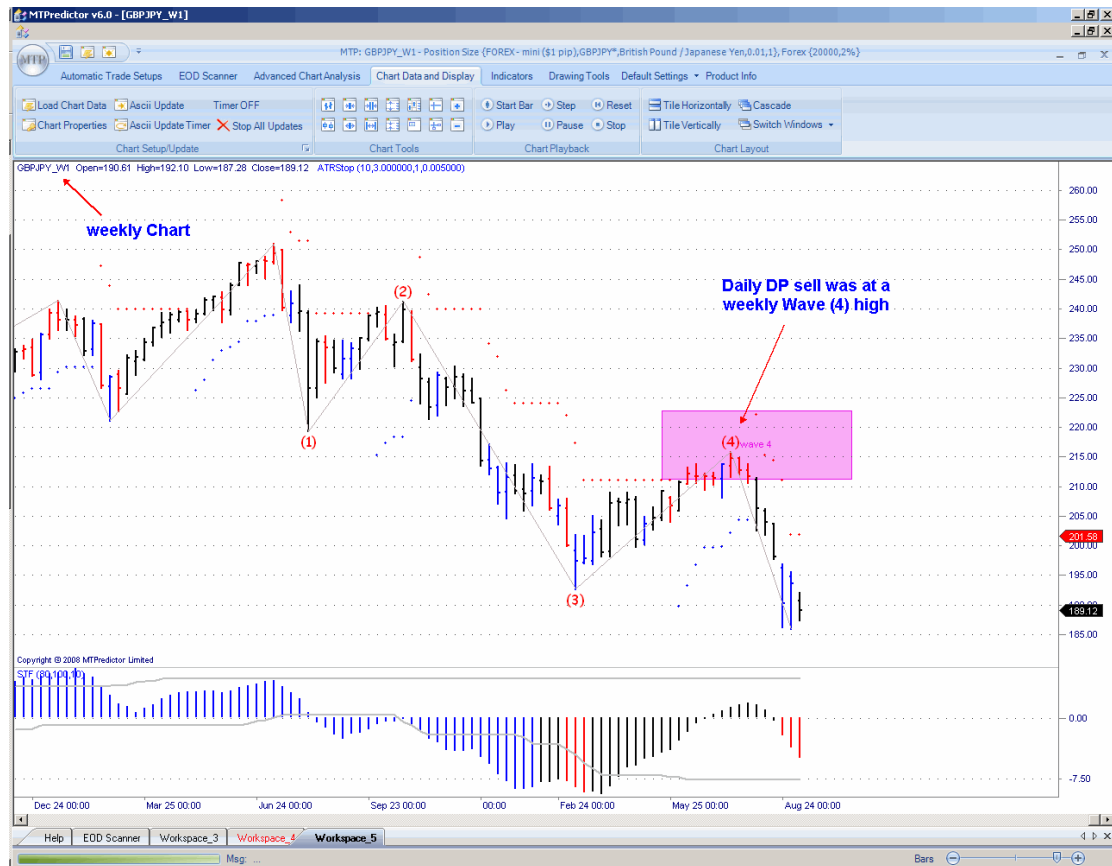 MTPredictor v6.0 - [GBPJPY_W1]
MTP: GBPJPY_W1 - Position Size {FOREX - mini ($1 pip),GBPJPY*,British Pound / Japanese Yen,0.01,1}, Forex {20000,2%}
MTP
Automatic Trade Setups EOD Scanner Advanced Chart Analysis Chart Data and Display Indicators Drawing Tools Default Settings Product Info
Load Chart Data Ascii Update Timer OFF Start Bar Step Reset Tile Horizontally Cascade
Chart Properties Ascii Update Timer Stop All Updates Play Pause Stop Tile Vertically Switch Windows
Chart Setup/Update Chart Tools Chart Playback Chart Layout
GBPJPY_W1 Open=190.61 High=192.10 Low=187.28 Close=189.12 ATRStop (10,3.000000,1,0.005000)
260.00
weekly Chart
255.00
250.00
245.00
Daily DP sell was at a
weekly Wave (4) high
(2)
240.00
235.00
230.00
225.00
220.00
(1)
(4)
wave 4
215.00
210.00
205.00
201.58
200.00
195.00
(3)
189.12
185.00
Copyright © 2008 MTPredictor Limited
STF (80,100,10)
0.00
-7.50
Dec 24 00:00 Mar 25 00:00 Jun 24 00:00 Sep 23 00:00 00:00 Feb 24 00:00 May 25 00:00 Aug 24 00:00
Help EOD Scanner Workspace_3 Workspace_4 Workspace_5
Msg: ... Bars